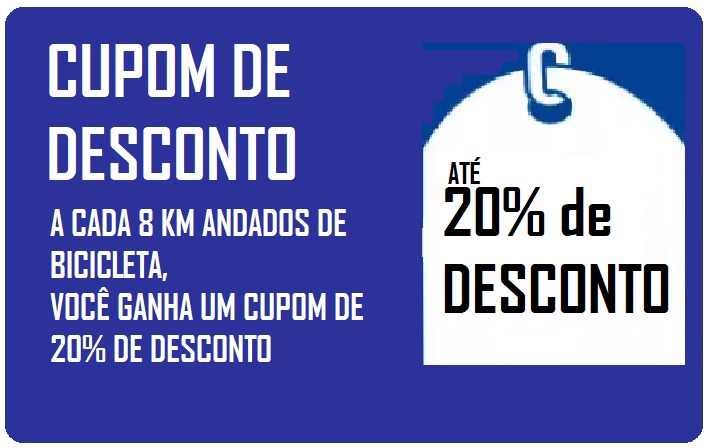 CUPOM DE
DESCONTO
A CADA 8 KM ANDADOS DE
BICICLETA,
VOCÊ GANHA UM CUPOM DE
20% DE DESCONTO
ATÉ
20% de
DESCONTO